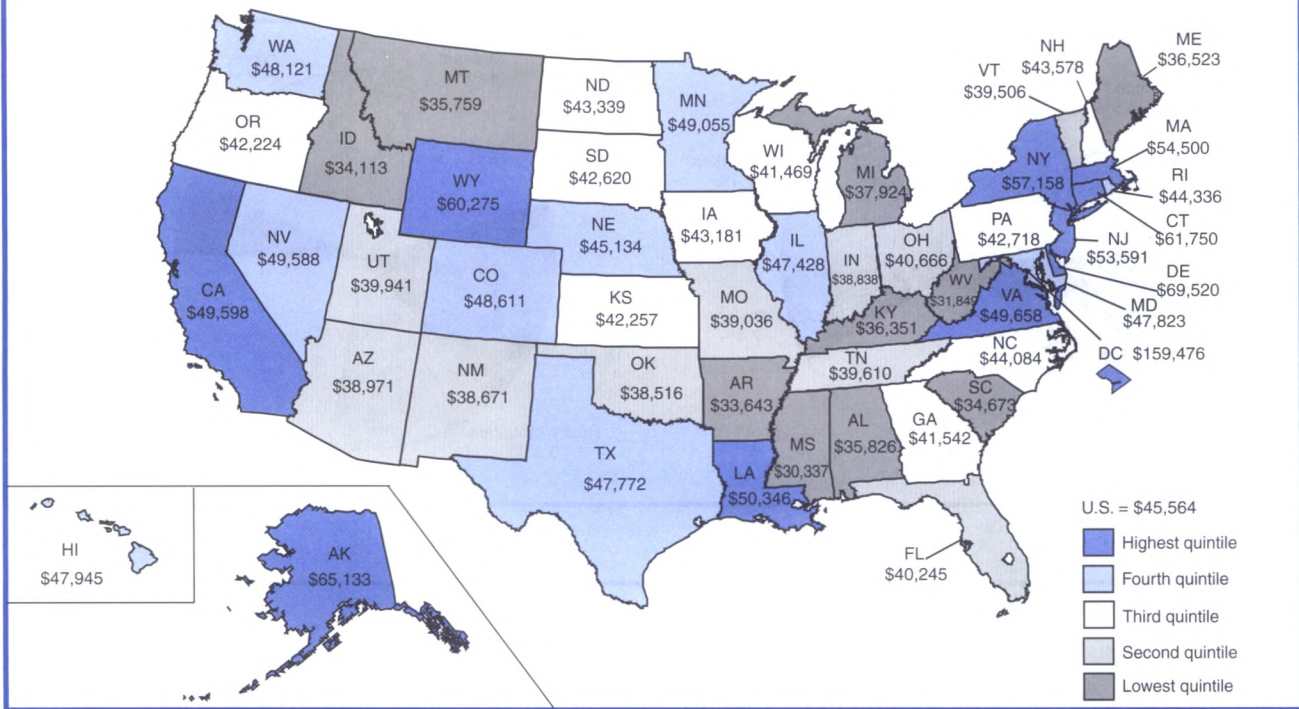 WA
$48,121
OR
$42,224
CA
$49,598
NV
$49,588
ID
$34,113
MT
$35,759
WY
$60,275
UT
$39,941
AZ
$38,971
CO
$48,611
NM
$38,671
ND
$43,339
SD
$42,620
NE
$45,134
KS
$42,257
OK
$38,516
TX
$47,772
MN
$49,055
IA
$43,181
MO
$39,036
AR
$33,643
LA
$50,346
WI
$41,469
IL
$47,428
MI
$37,924
IN
$38,838
OH
$40,666
KY
$36,351
TN
$39,610
MS
$30,337
AL
$35,826
GA
$41,542
FL
$40,245
SC
$34,673
NC
$44,084
VA
$49,658
WV
$31,849
PA
$42,718
NY
$57,158
VT
$39,506
NH
$43,578
ME
$36,523
MA
$54,500
RI
$44,336
CT
$61,750
NJ
$53,591
DE
$69,520
MD
$47,823
DC $159,476
HI
$47,945
AK
$65,133
U.S. = $45,564
Highest quintile
Fourth quintile
Third quintile
Second quintile
Lowest quintile